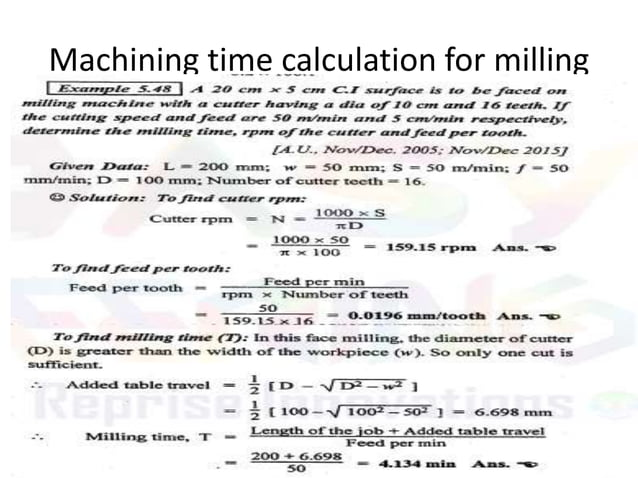 Machining time calculation for milling
Example 5.48 A 20 cm × 5 cm C.I surface is to be faced on
milling machine with a cutter having a dia of 10 cm and 16 teeth. If
the cutting speed and feed are 50 m/min and 5 cm/min respectively,
determine the milling time, rpm of the cutter and feed per tooth.
[A.U., Nov/Dec. 2005; Nov/Dec 2015]
Given Data: L = 200 mm; w = 50 mm; S = 50 m/min; f = 50
mm/min; D = 100 mm; Number of cutter teeth = 16.
☺ Solution: To find cutter rpm:
Cutter rpm = N = 1000 × S / πD
= 1000 × 50 / π × 100 = 159.15 rpm Ans.
To find feed per tooth:
Feed per tooth = Feed per min / rpm × Number of teeth
= 50 / 159.15 × 16 = 0.0196 mm/tooth Ans.
To find milling time (T): In this face milling, the diameter of cutter
(D) is greater than the width of the workpiece (w). So only one cut is
sufficient.
∴ Added table travel = 1/2 [ D − √D² − w² ]
= 1/2 [ 100 − √100² − 50² ] = 6.698 mm
∴ Milling time, T = Length of the job + Added table travel / Feed per min
= 200 + 6.698 / 50 = 4.134 min Ans.
Reprise Innovations